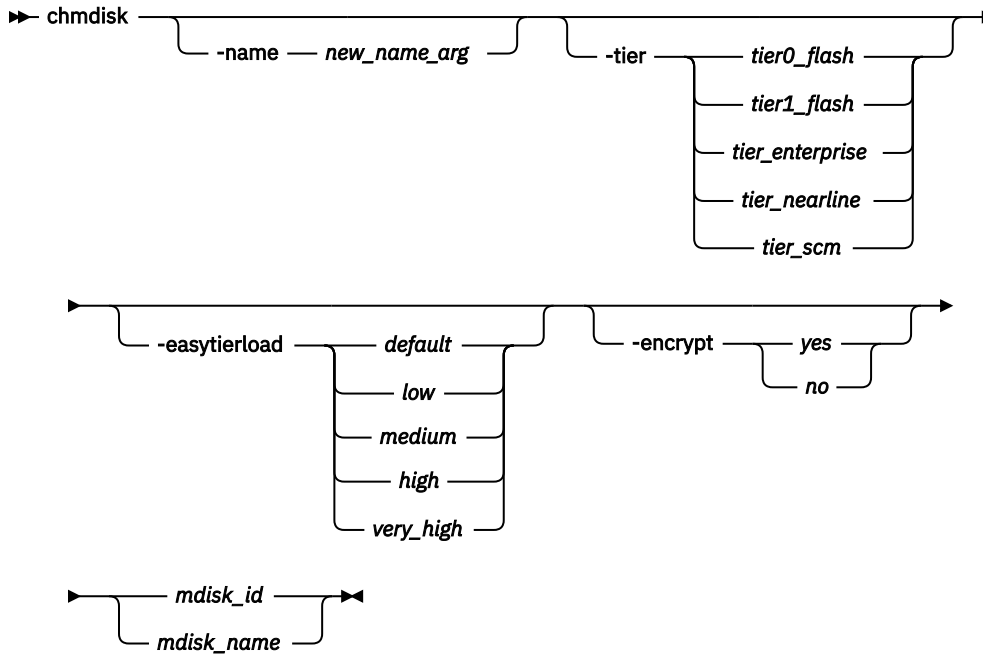 chmdisk
-name new_name_arg
-tier tier0_flash
tier1_flash
tier_enterprise
tier_nearline
tier_scm
-easytierload default
low
medium
high
very_high
-encrypt yes
no
mdisk_id
mdisk_name